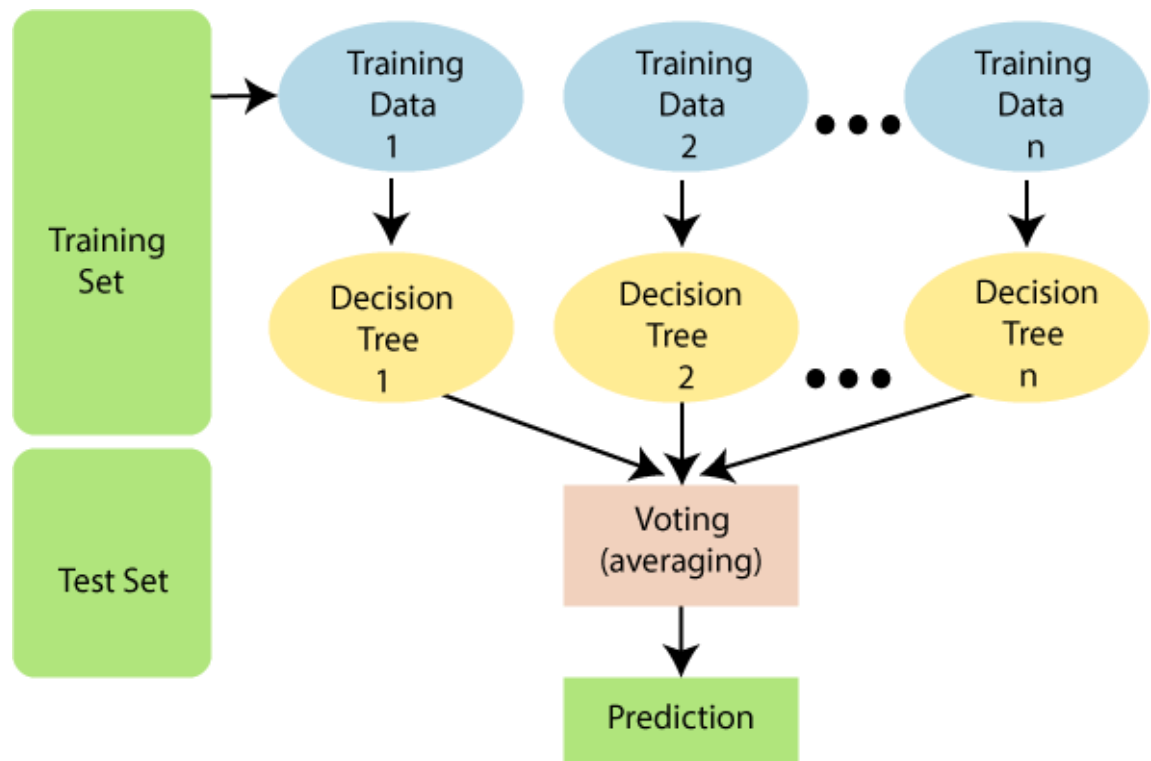 Training
Set
Training
Data
1
Training
Data
2
Training
Data
n
Decision
Tree
1
Decision
Tree
2
Decision
Tree
n
Test Set
Voting
(averaging)
Prediction